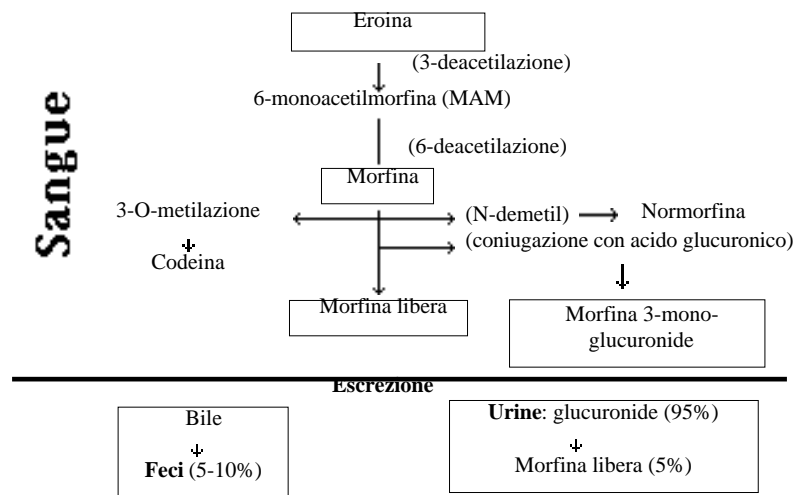 Eroina
(3-deacetilazione)
6-monoacetilmorfina (MAM)
(6-deacetilazione)
Morfina
Sangue
3-O-metilazione
(N-demetil)
Normorfina
(coniugazione con acido glucuronico)
Codeina
Morfina libera
Morfina 3-mono-
glucuronide
Escrezione
Bile
Feci (5-10%)
Urine: glucuronide (95%)
Morfina libera (5%)